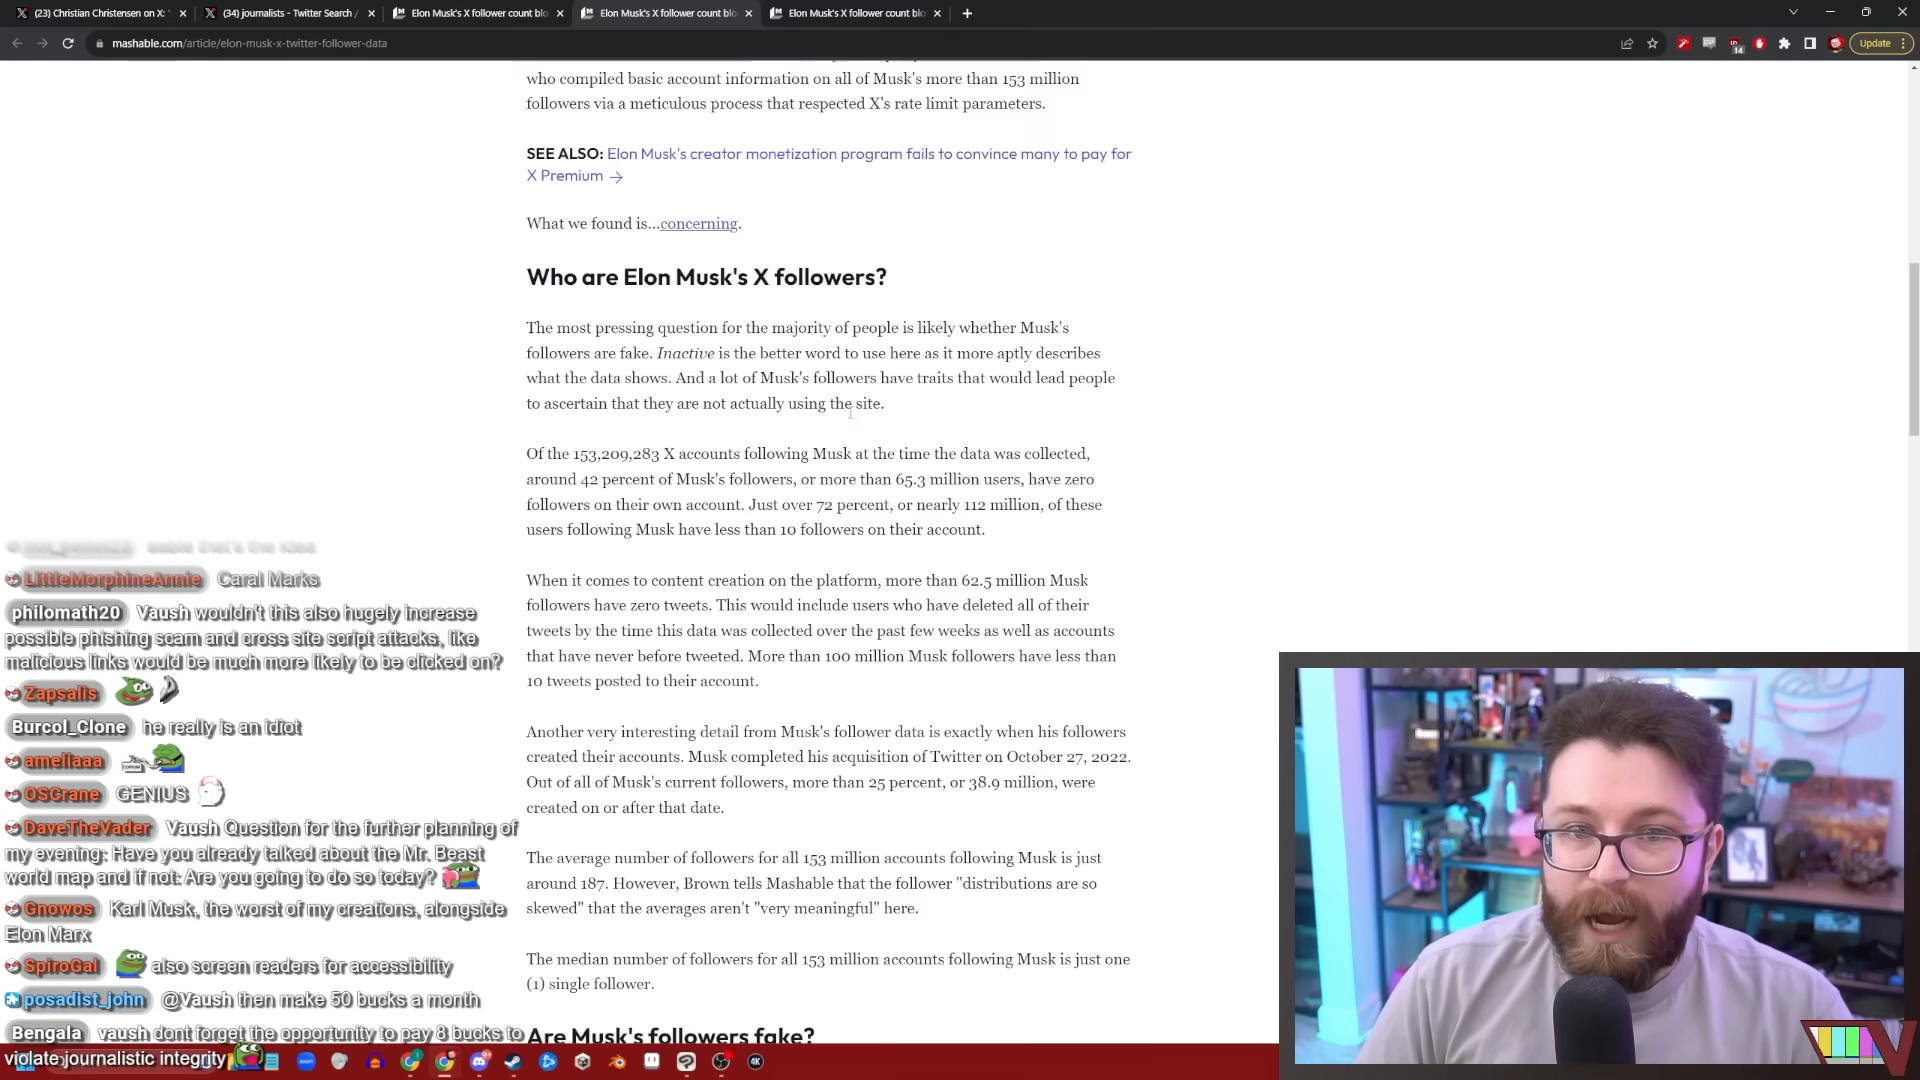 (23) Christian Christensen on X: "
(34) journalists - Twitter Search /
Elon Musk's X follower count blo
Elon Musk's X follower count blo
Elon Musk's X follower count blo
mashable.com/article/elon-musk-x-twitter-follower-data
14
Update
who compiled basic account information on all of Musk's more than 153 million
followers via a meticulous process that respected X's rate limit parameters.
SEE ALSO: Elon Musk's creator monetization program fails to convince many to pay for
X Premium →
What we found is...concerning.
Who are Elon Musk's X followers?
The most pressing question for the majority of people is likely whether Musk's
followers are fake. Inactive is the better word to use here as it more aptly describes
what the data shows. And a lot of Musk's followers have traits that would lead people
to ascertain that they are not actually using the site.
Of the 153,209,283 X accounts following Musk at the time the data was collected,
around 42 percent of Musk's followers, or more than 65.3 million users, have zero
followers on their own account. Just over 72 percent, or nearly 112 million, of these
users following Musk have less than 10 followers on their account.
When it comes to content creation on the platform, more than 62.5 million Musk
followers have zero tweets. This would include users who have deleted all of their
tweets by the time this data was collected over the past few weeks as well as accounts
that have never before tweeted. More than 100 million Musk followers have less than
10 tweets posted to their account.
Another very interesting detail from Musk's follower data is exactly when his followers
created their accounts. Musk completed his acquisition of Twitter on October 27, 2022.
Out of all of Musk's current followers, more than 25 percent, or 38.9 million, were
created on or after that date.
The average number of followers for all 153 million accounts following Musk is just
around 187. However, Brown tells Mashable that the follower "distributions are so
skewed" that the averages aren't "very meaningful" here.
The median number of followers for all 153 million accounts following Musk is just one
(1) single follower.
Are Musk's followers fake?
that's the idea
LittleMorphineAnnie Caral Marks
philomath20 Vaush wouldn't this also hugely increase
possible phishing scam and cross site script attacks, like
malicious links would be much more likely to be clicked on?
Zapsalis
Burcol_Clone he really is an idiot
ameliaaa
OSCrane GENIUS
DaveTheVader Vaush Question for the further planning of
my evening: Have you already talked about the Mr. Beast
world map and if not: Are you going to do so today?
Gnowos Karl Musk, the worst of my creations, alongside
Elon Marx
SpiroGal also screen readers for accessibility
posadist_john @Vaush then make 50 bucks a month
Bengala vaush dont forget the opportunity to pay 8 bucks to
violate journalistic integrity